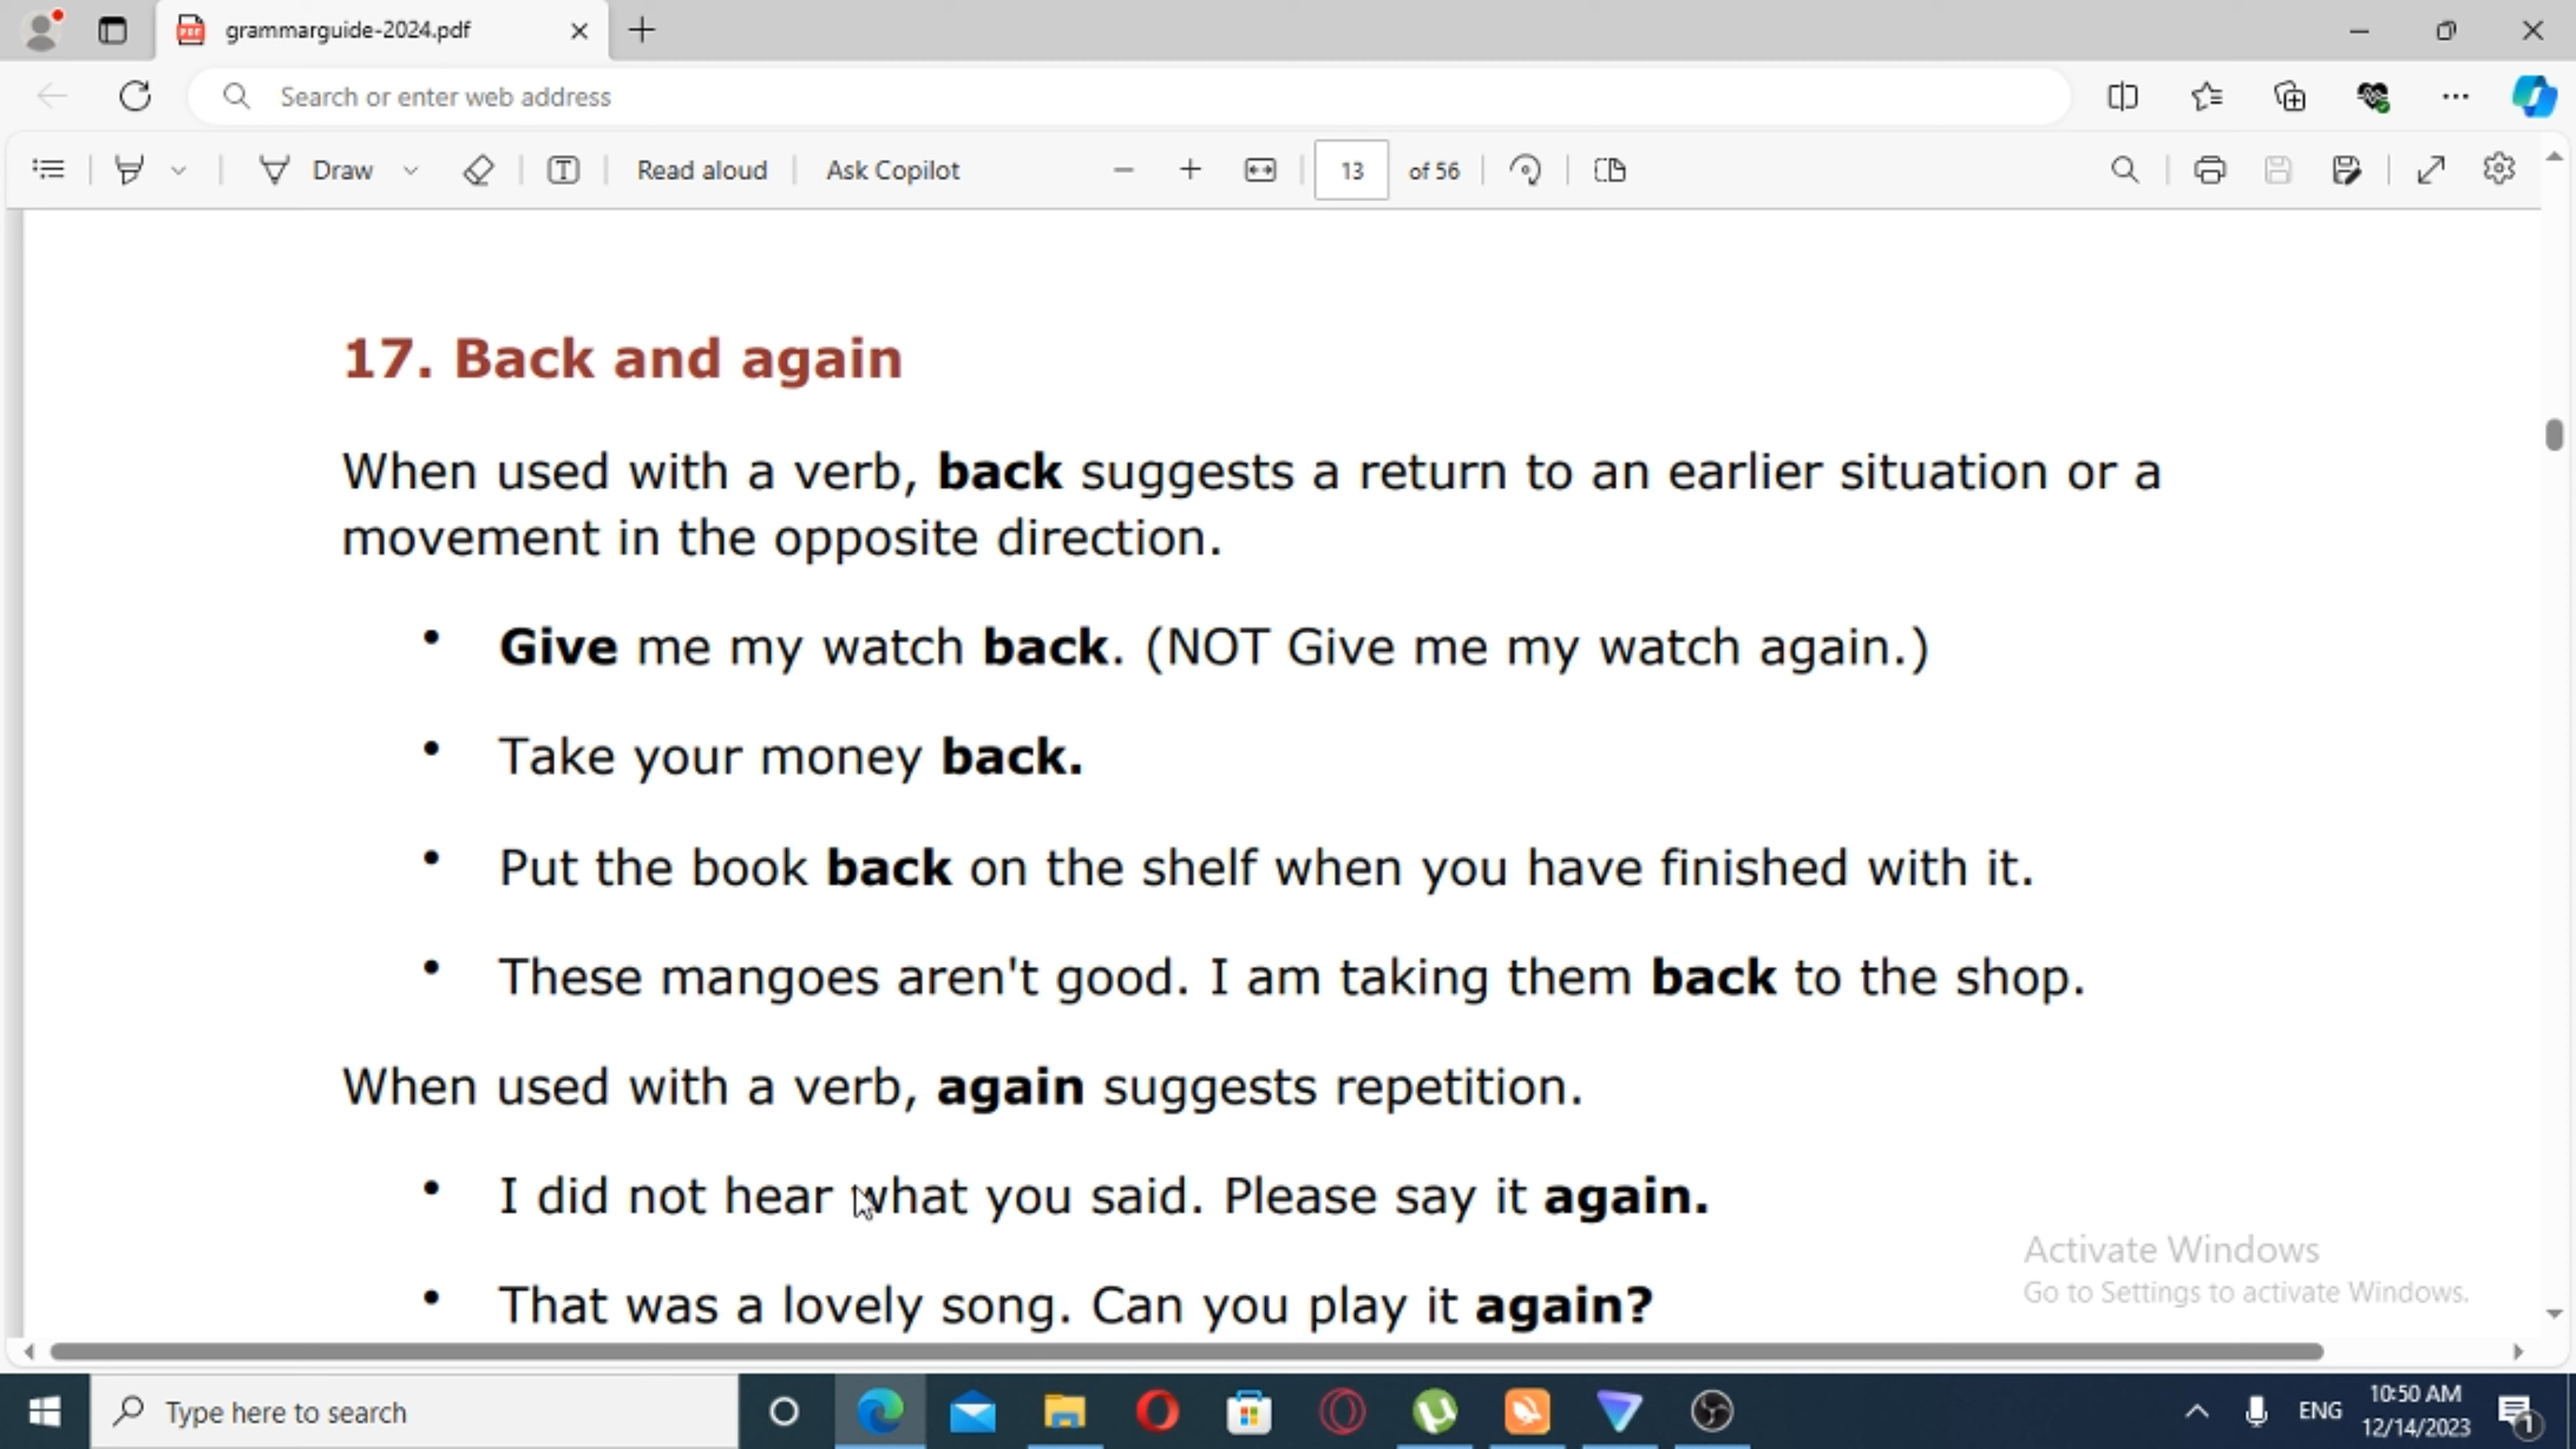 grammarguide-2024.pdf
Search or enter web address
Draw
Read aloud
Ask Copilot
13 of 56
17. Back and again
When used with a verb, back suggests a return to an earlier situation or a
movement in the opposite direction.
• Give me my watch back. (NOT Give me my watch again.)
• Take your money back.
• Put the book back on the shelf when you have finished with it.
• These mangoes aren't good. I am taking them back to the shop.
When used with a verb, again suggests repetition.
• I did not hear what you said. Please say it again.
• That was a lovely song. Can you play it again?
Activate Windows
Go to Settings to activate Windows.
Type here to search
ENG
10:50 AM
12/14/2023
1